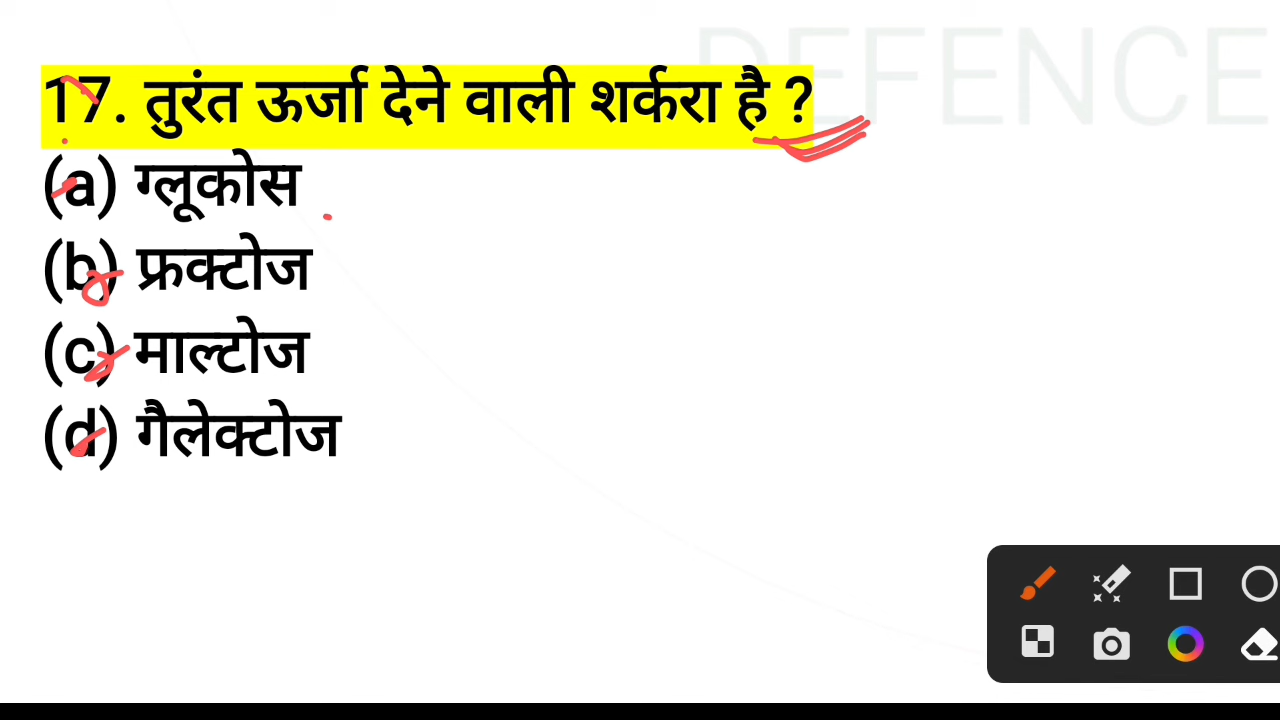 DEFENCE
17. तुरंत ऊर्जा देने वाली शर्करा है ?
(a) ग्लूकोस
(b) फ्रक्टोज
(c) माल्टोज
(d) गैलेक्टोज